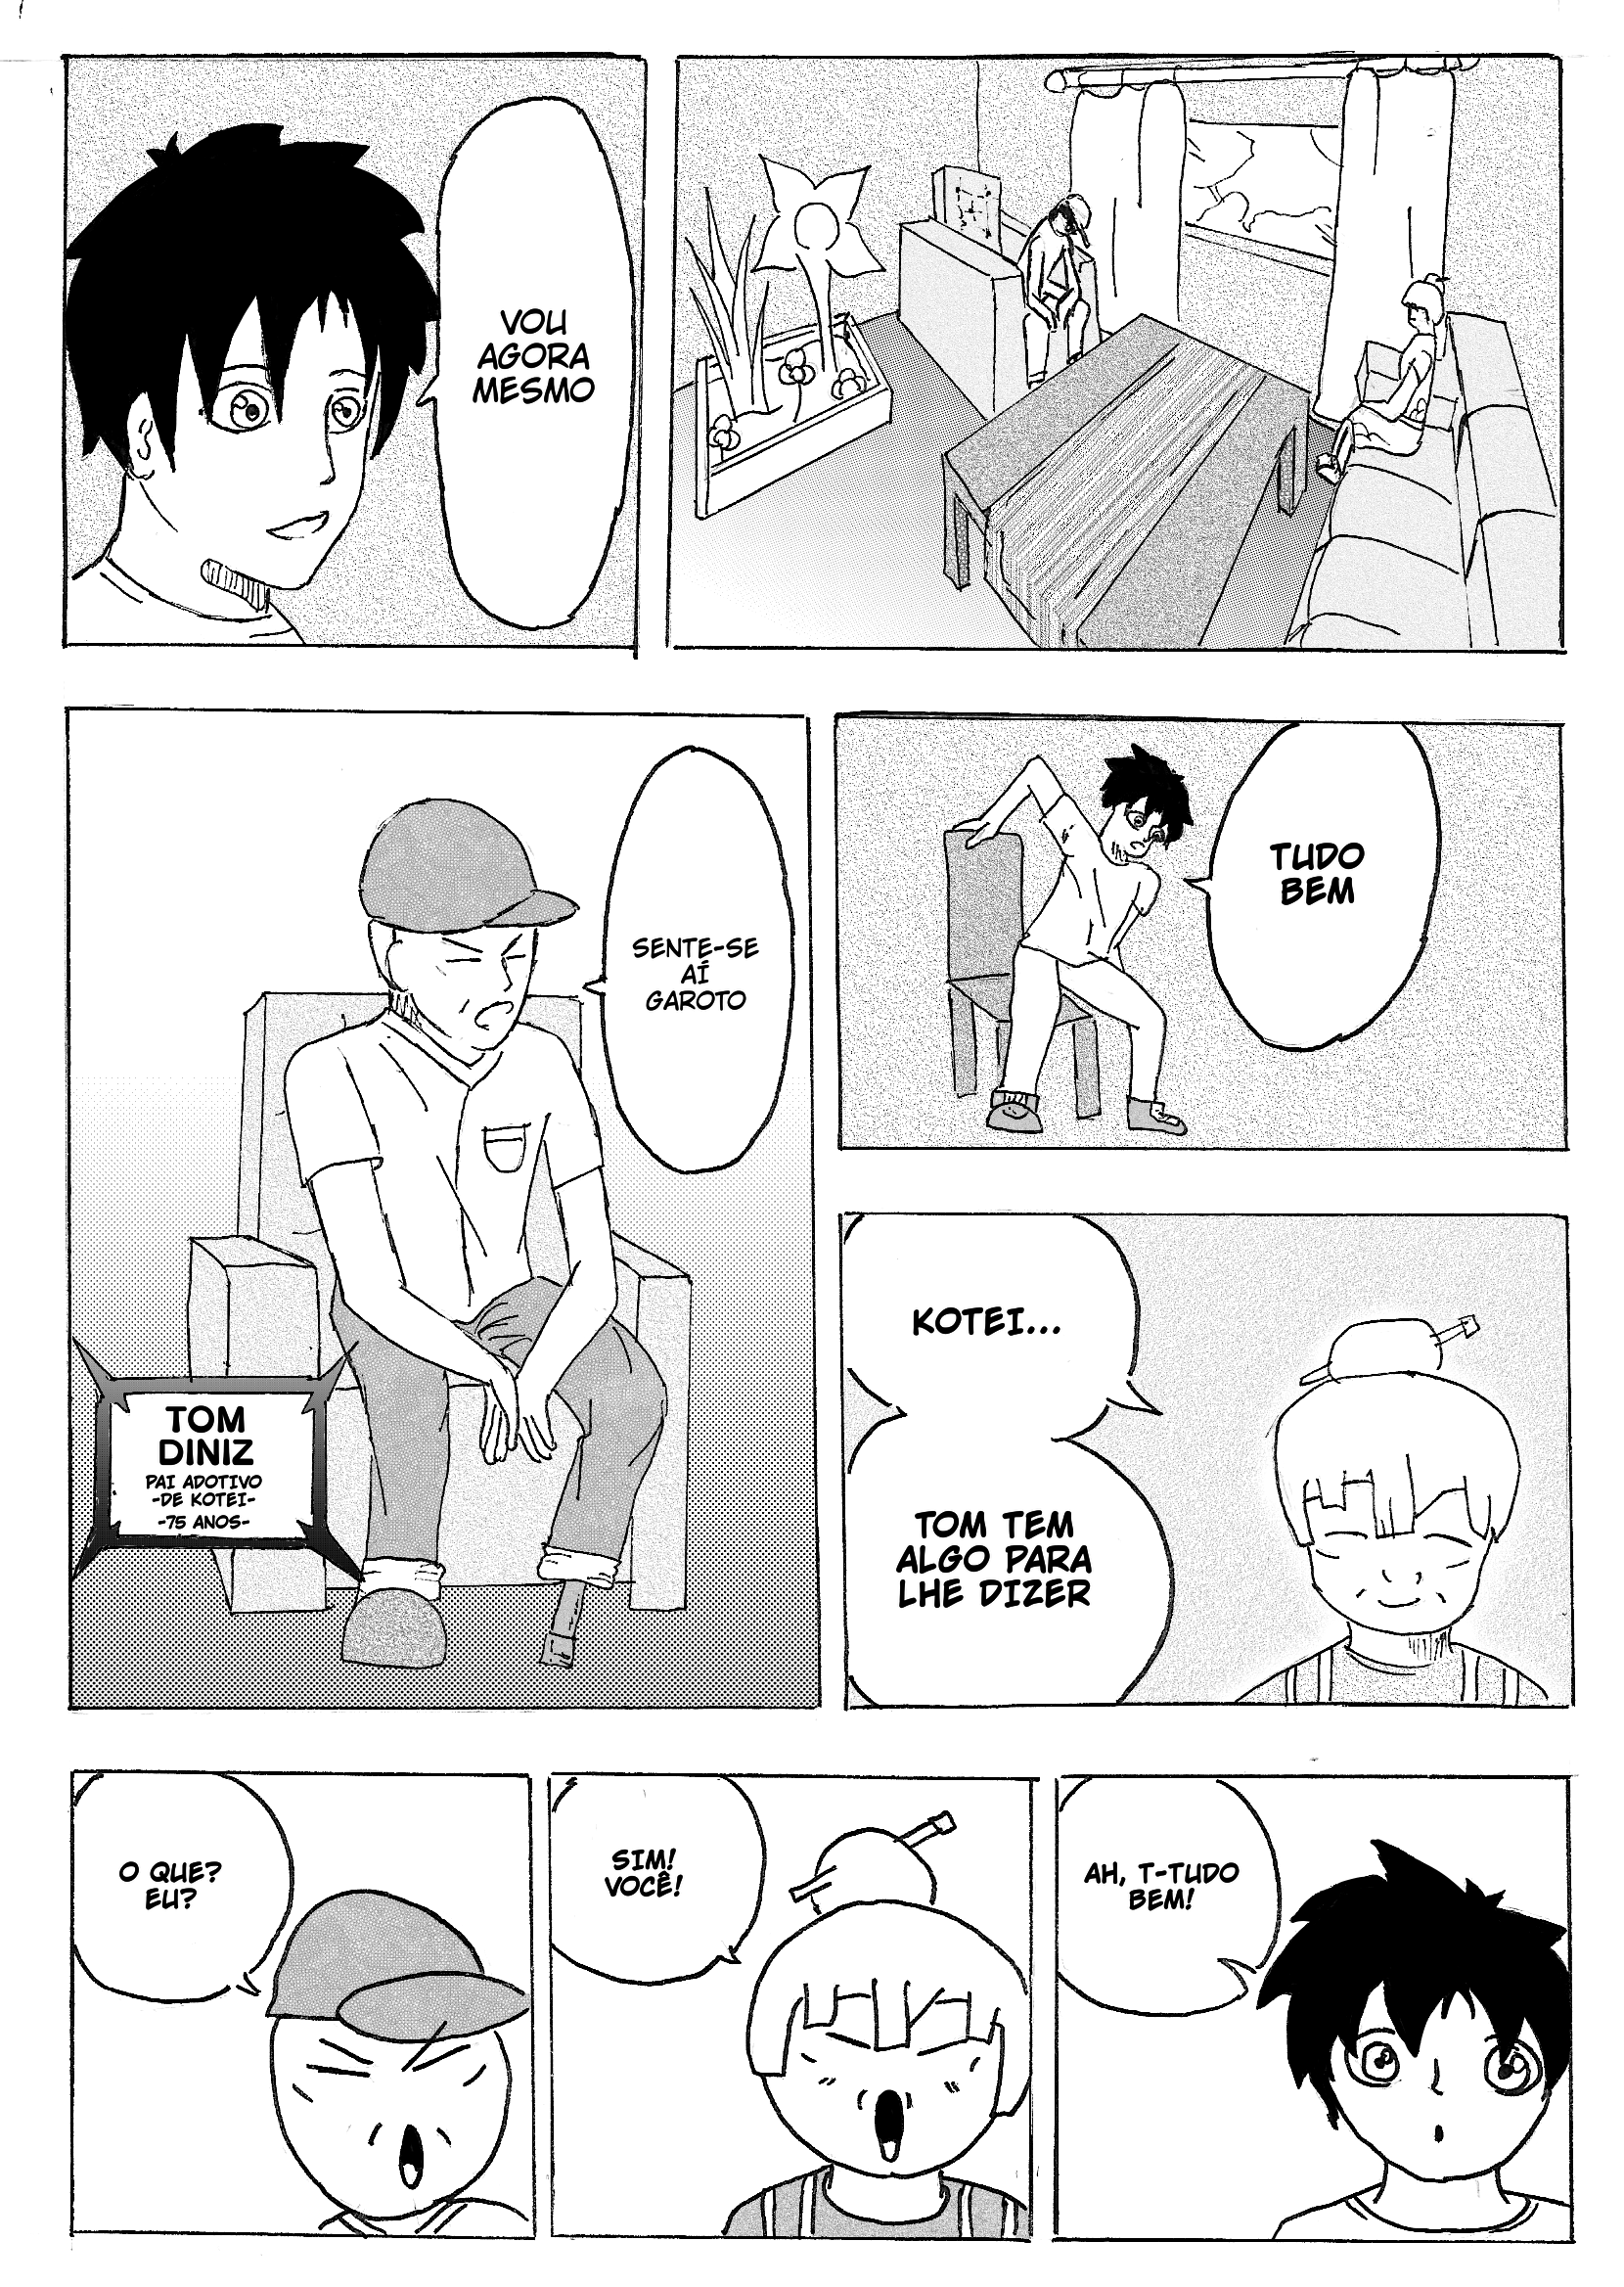 VOU
AGORA
MESMO
SENTE-SE
AÍ
GAROTO
TOM
DINIZ
PAI ADOTIVO
-DE KOTEI-
-75 ANOS-
TUDO
BEM
KOTEI...
TOM TEM
ALGO PARA
LHE DIZER
O QUE?
EU?
SIM!
VOCÊ!
AH, T-TUDO
BEM!